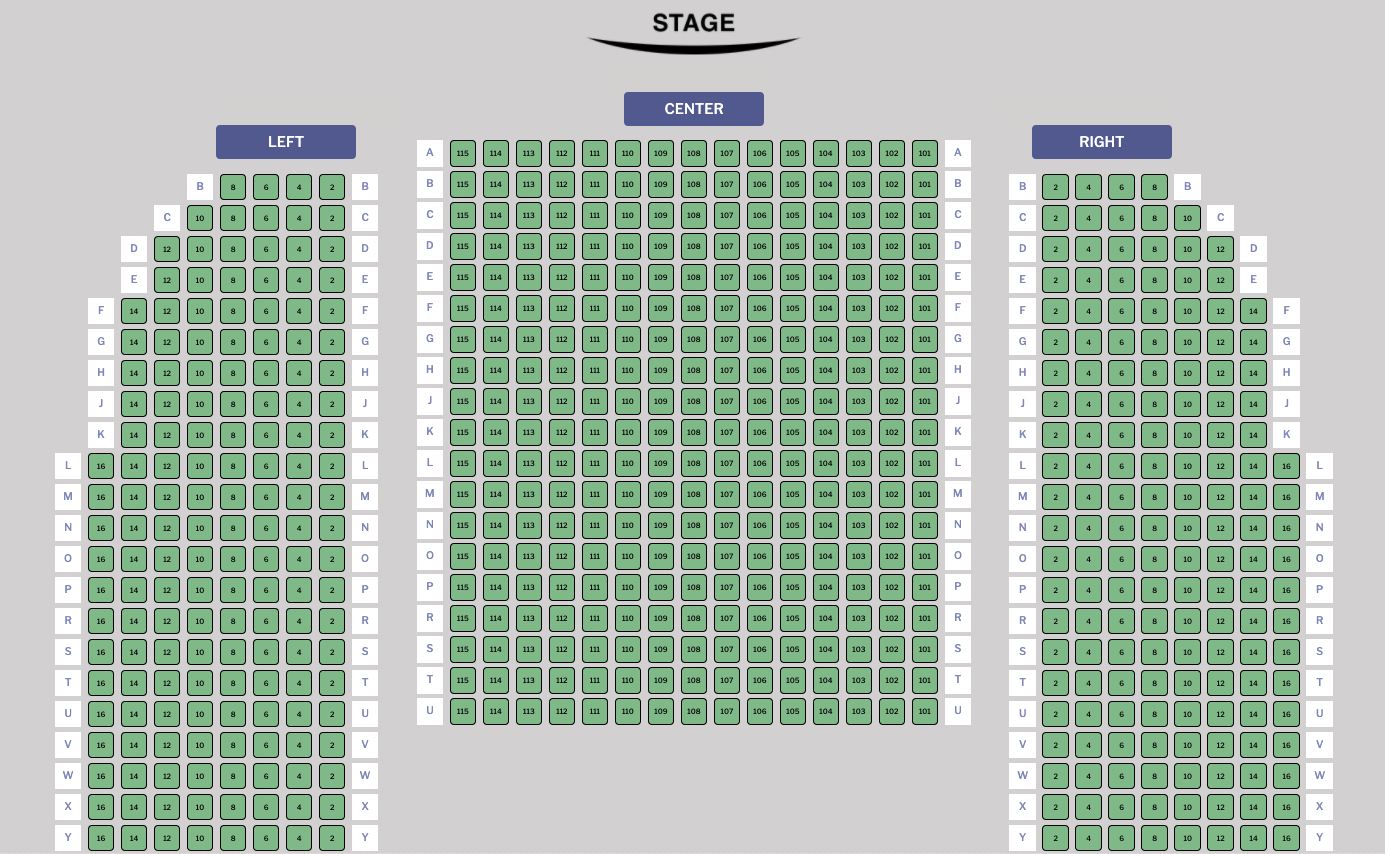 STAGE
CENTER
LEFT
RIGHT
A 115 114 113 112 111 110 109 108 107 106 105 104 103 102 101 A
B 8 6 4 2 B B 115 114 113 112 111 110 109 108 107 106 105 104 103 102 101 B B 2 4 6 8 B
C 10 8 6 4 2 C C 115 114 113 112 111 110 109 108 107 106 105 104 103 102 101 C C 2 4 6 8 10 C
D 12 10 8 6 4 2 D D 115 114 113 112 111 110 109 108 107 106 105 104 103 102 101 D D 2 4 6 8 10 12 D
E 12 10 8 6 4 2 E E 115 114 113 112 111 110 109 108 107 106 105 104 103 102 101 E E 2 4 6 8 10 12 E
F 14 12 10 8 6 4 2 F F 115 114 113 112 111 110 109 108 107 106 105 104 103 102 101 F F 2 4 6 8 10 12 14 F
G 14 12 10 8 6 4 2 G G 115 114 113 112 111 110 109 108 107 106 105 104 103 102 101 G G 2 4 6 8 10 12 14 G
H 14 12 10 8 6 4 2 H H 115 114 113 112 111 110 109 108 107 106 105 104 103 102 101 H H 2 4 6 8 10 12 14 H
J 14 12 10 8 6 4 2 J J 115 114 113 112 111 110 109 108 107 106 105 104 103 102 101 J J 2 4 6 8 10 12 14 J
K 14 12 10 8 6 4 2 K K 115 114 113 112 111 110 109 108 107 106 105 104 103 102 101 K K 2 4 6 8 10 12 14 K
L 16 14 12 10 8 6 4 2 L L 115 114 113 112 111 110 109 108 107 106 105 104 103 102 101 L L 2 4 6 8 10 12 14 16 L
M 16 14 12 10 8 6 4 2 M M 115 114 113 112 111 110 109 108 107 106 105 104 103 102 101 M M 2 4 6 8 10 12 14 16 M
N 16 14 12 10 8 6 4 2 N N 115 114 113 112 111 110 109 108 107 106 105 104 103 102 101 N N 2 4 6 8 10 12 14 16 N
O 16 14 12 10 8 6 4 2 O O 115 114 113 112 111 110 109 108 107 106 105 104 103 102 101 O O 2 4 6 8 10 12 14 16 O
P 16 14 12 10 8 6 4 2 P P 115 114 113 112 111 110 109 108 107 106 105 104 103 102 101 P P 2 4 6 8 10 12 14 16 P
R 16 14 12 10 8 6 4 2 R R 115 114 113 112 111 110 109 108 107 106 105 104 103 102 101 R R 2 4 6 8 10 12 14 16 R
S 16 14 12 10 8 6 4 2 S S 115 114 113 112 111 110 109 108 107 106 105 104 103 102 101 S S 2 4 6 8 10 12 14 16 S
T 16 14 12 10 8 6 4 2 T T 115 114 113 112 111 110 109 108 107 106 105 104 103 102 101 T T 2 4 6 8 10 12 14 16 T
U 16 14 12 10 8 6 4 2 U U 115 114 113 112 111 110 109 108 107 106 105 104 103 102 101 U U 2 4 6 8 10 12 14 16 U
V 16 14 12 10 8 6 4 2 V V 2 4 6 8 10 12 14 16 V
W 16 14 12 10 8 6 4 2 W W 2 4 6 8 10 12 14 16 W
X 16 14 12 10 8 6 4 2 X X 2 4 6 8 10 12 14 16 X
Y 16 14 12 10 8 6 4 2 Y Y 2 4 6 8 10 12 14 16 Y